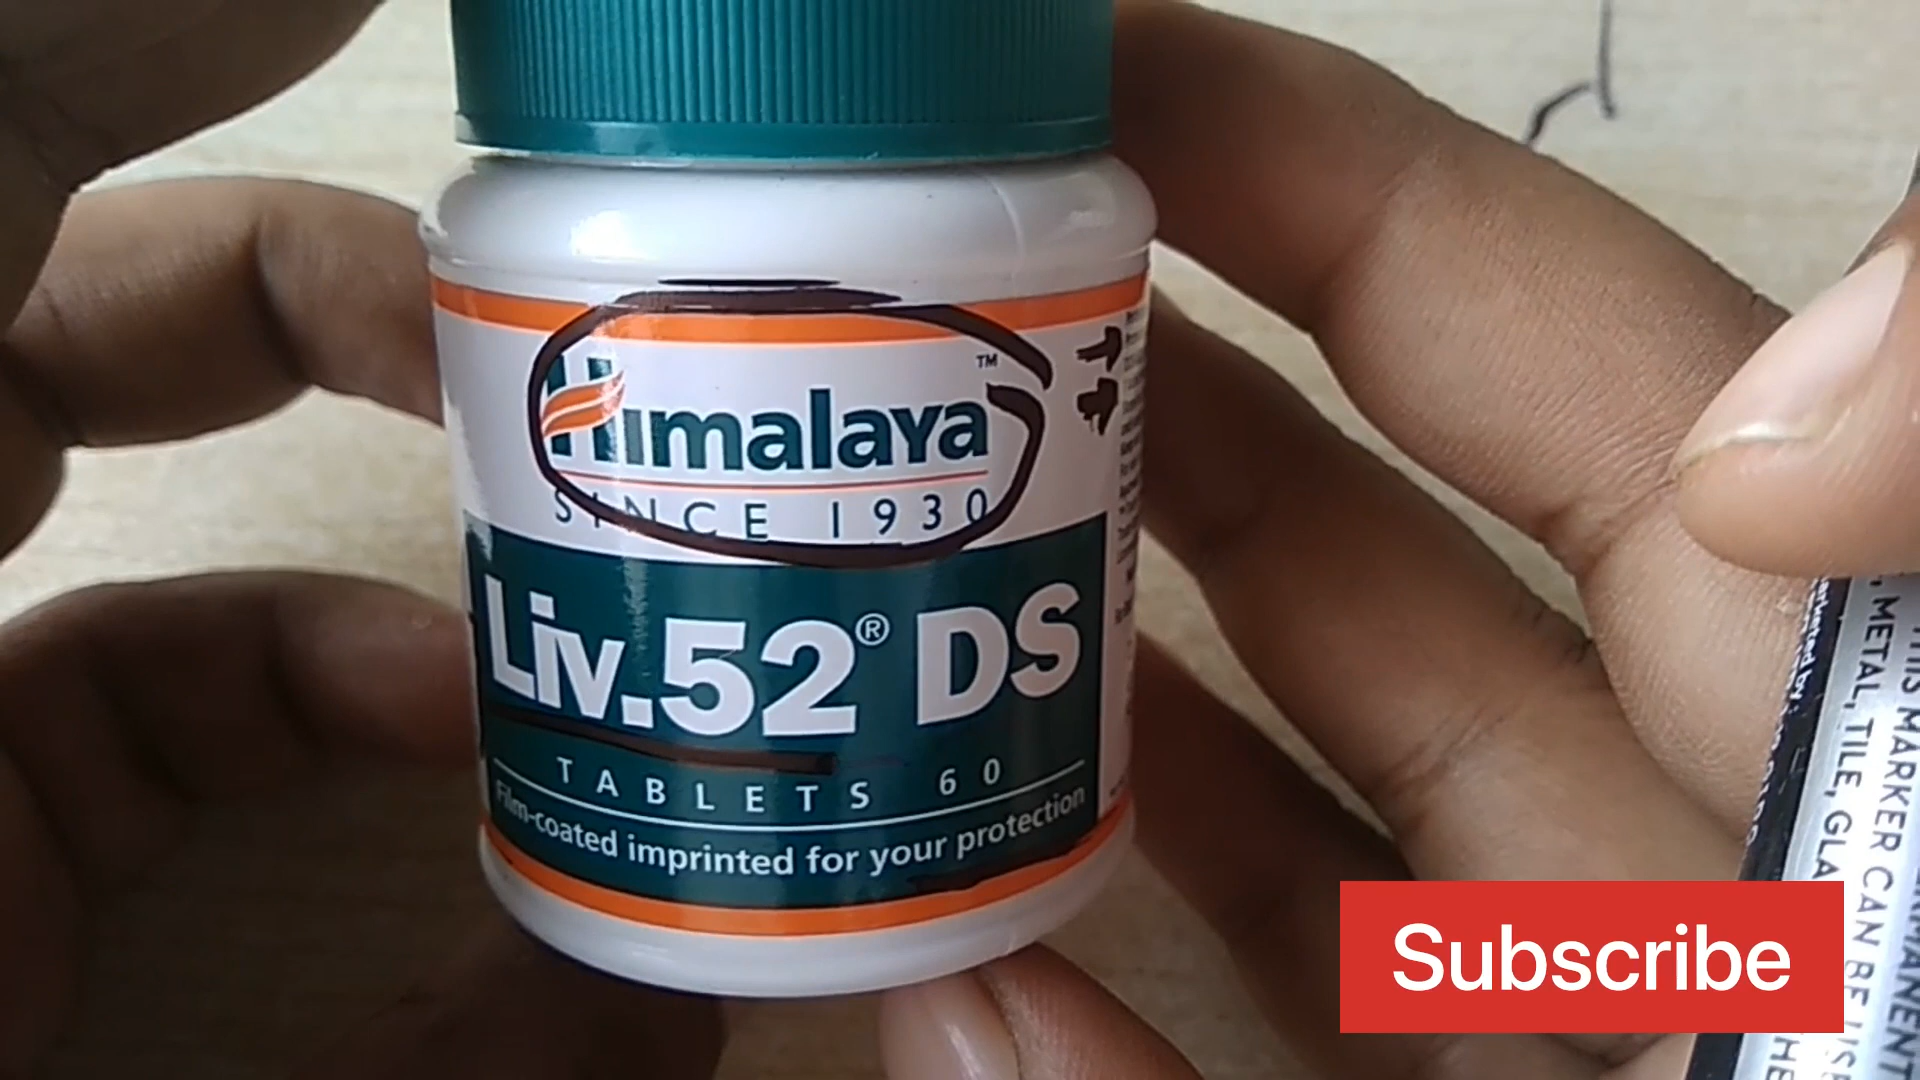 Himalaya™
SINCE 1930
Liv.52® DS
TABLETS 60
Film-coated imprinted for your protection
Subscribe
THIS MARKER CAN BE
METAL, TILE, GLA